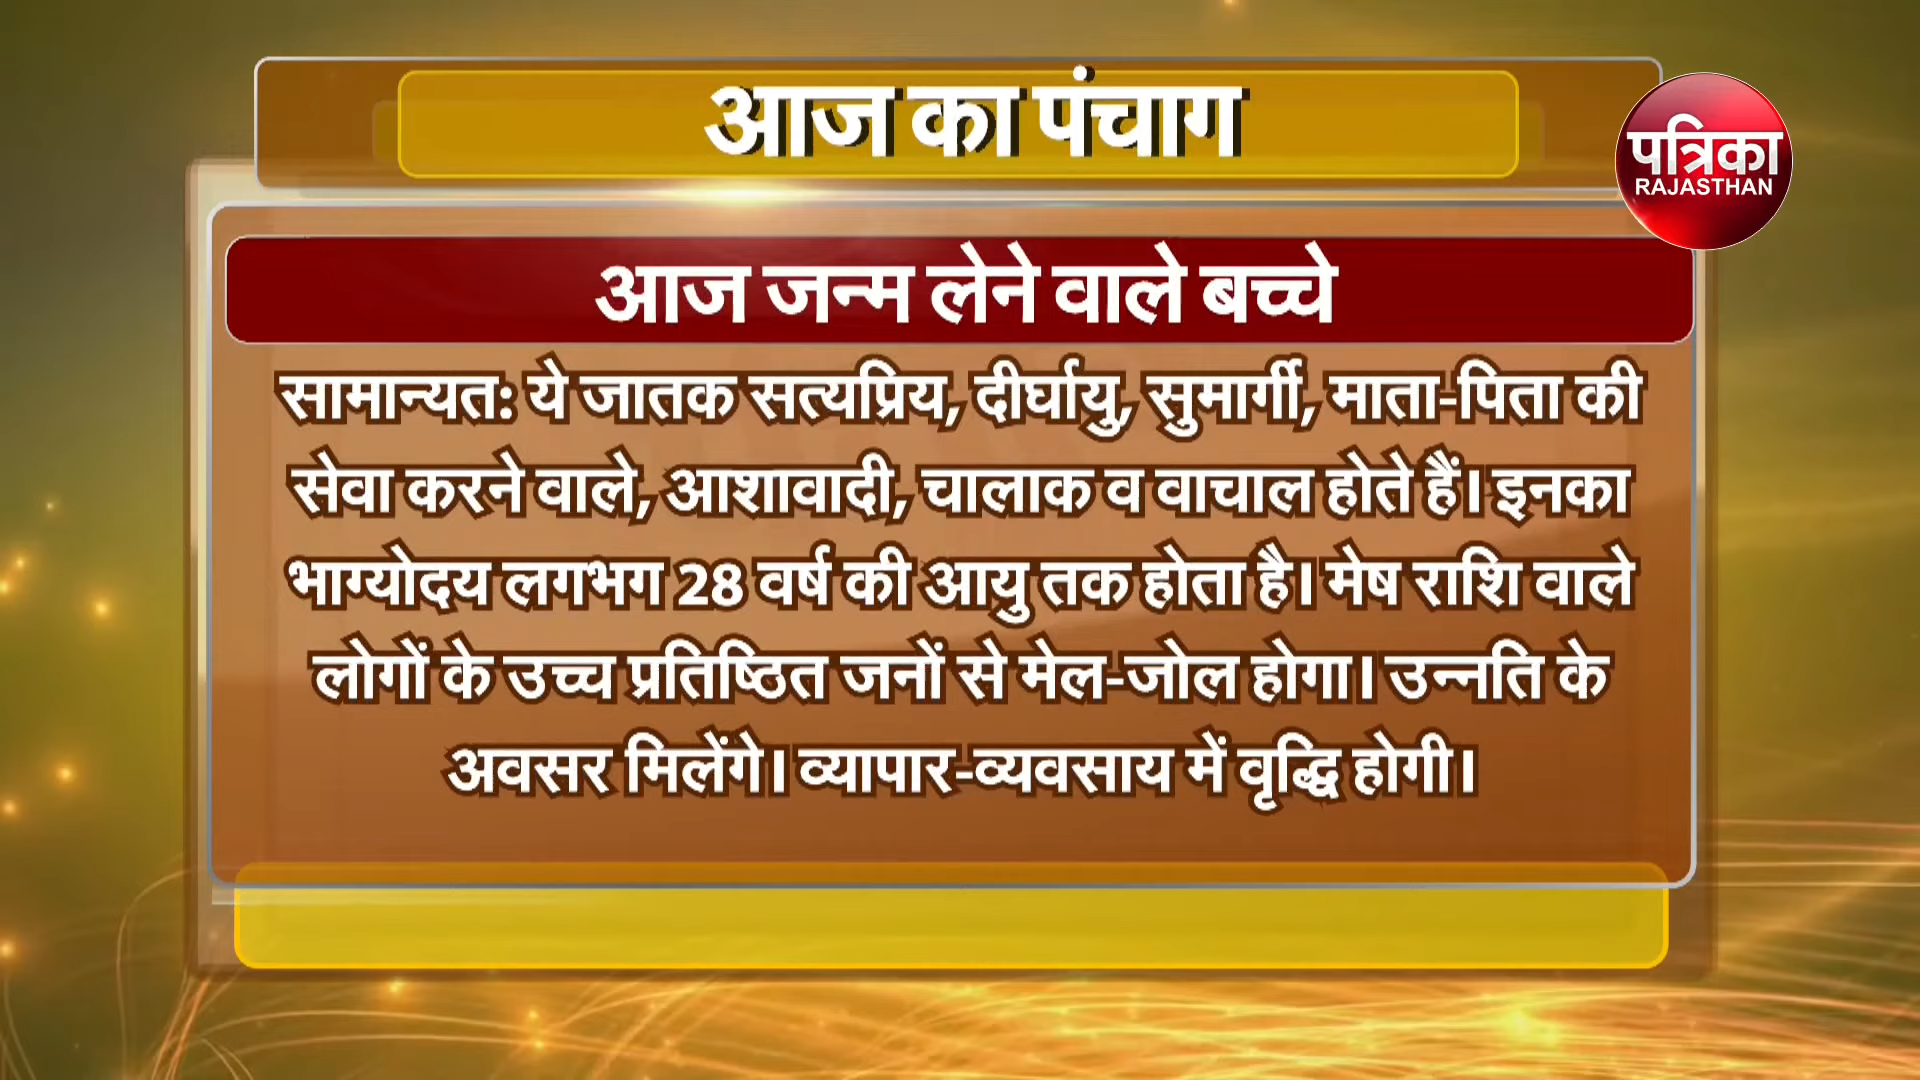 आज का पंचाग
पत्रिका
RAJASTHAN
आज जन्म लेने वाले बच्चे
सामान्यत: ये जातक सत्यप्रिय, दीर्घायु, सुमार्गी, माता-पिता की
सेवा करने वाले, आशावादी, चालाक व वाचाल होते हैं। इनका
भाग्योदय लगभग 28 वर्ष की आयु तक होता है। मेष राशि वाले
लोगों के उच्च प्रतिष्ठित जनों से मेल-जोल होगा। उन्नति के
अवसर मिलेंगे। व्यापार-व्यवसाय में वृद्धि होगी।